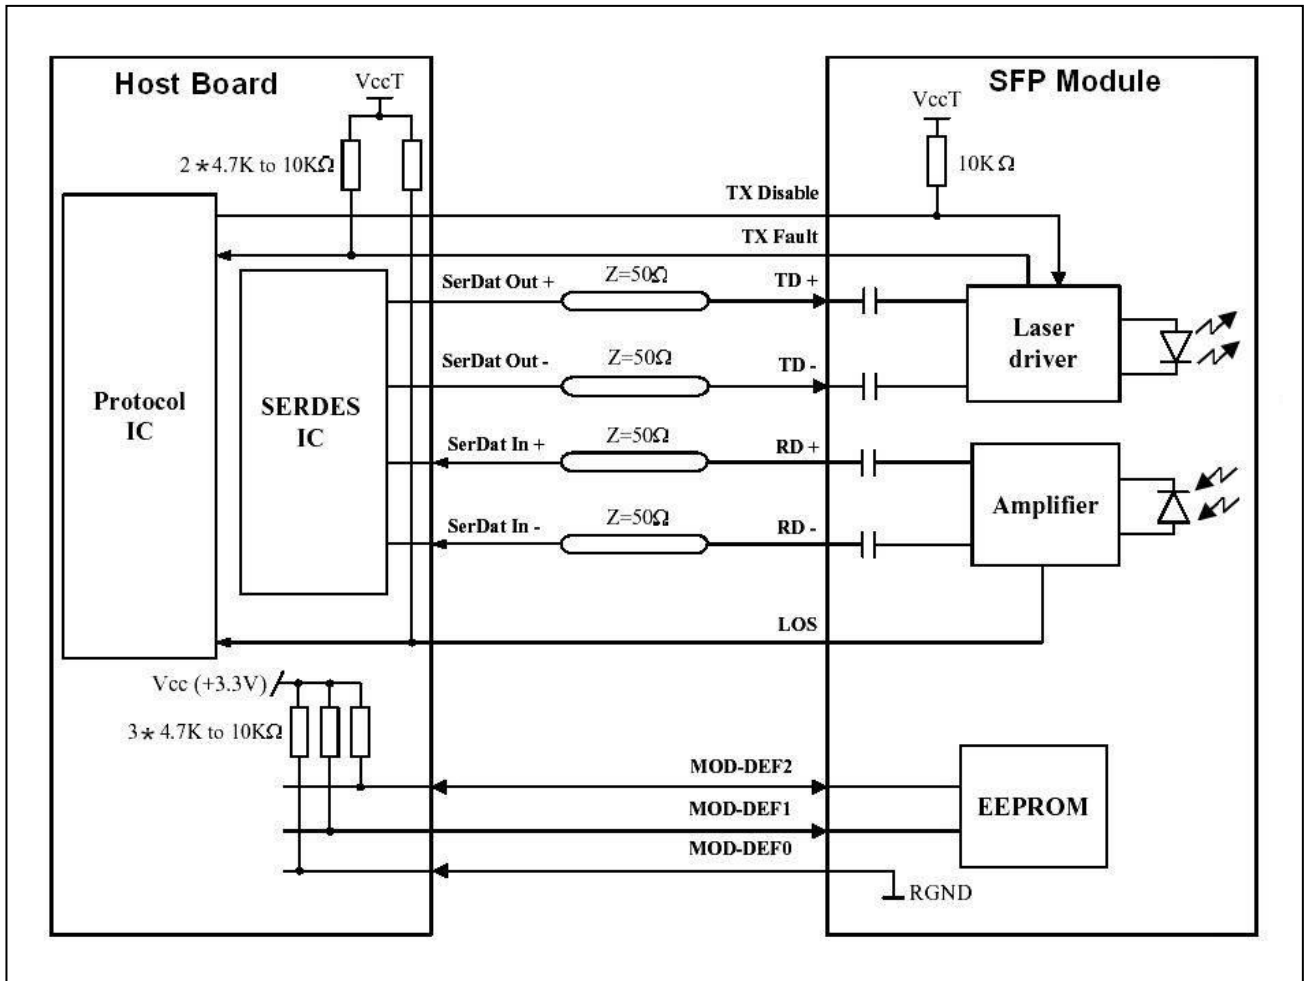 Host Board
SFP Module
VccT
VccT
2*4.7K to 10KΩ
10KΩ
TX Disable
TX Fault
SerDat Out +
Z=50Ω
TD +
Laser
driver
SerDat Out -
Z=50Ω
TD -
Protocol
IC
SERDES
IC
SerDat In +
Z=50Ω
RD +
Amplifier
SerDat In -
Z=50Ω
RD -
LOS
Vcc (+3.3V)
3*4.7K to 10KΩ
MOD-DEF2
MOD-DEF1
EEPROM
MOD-DEF0
RGND